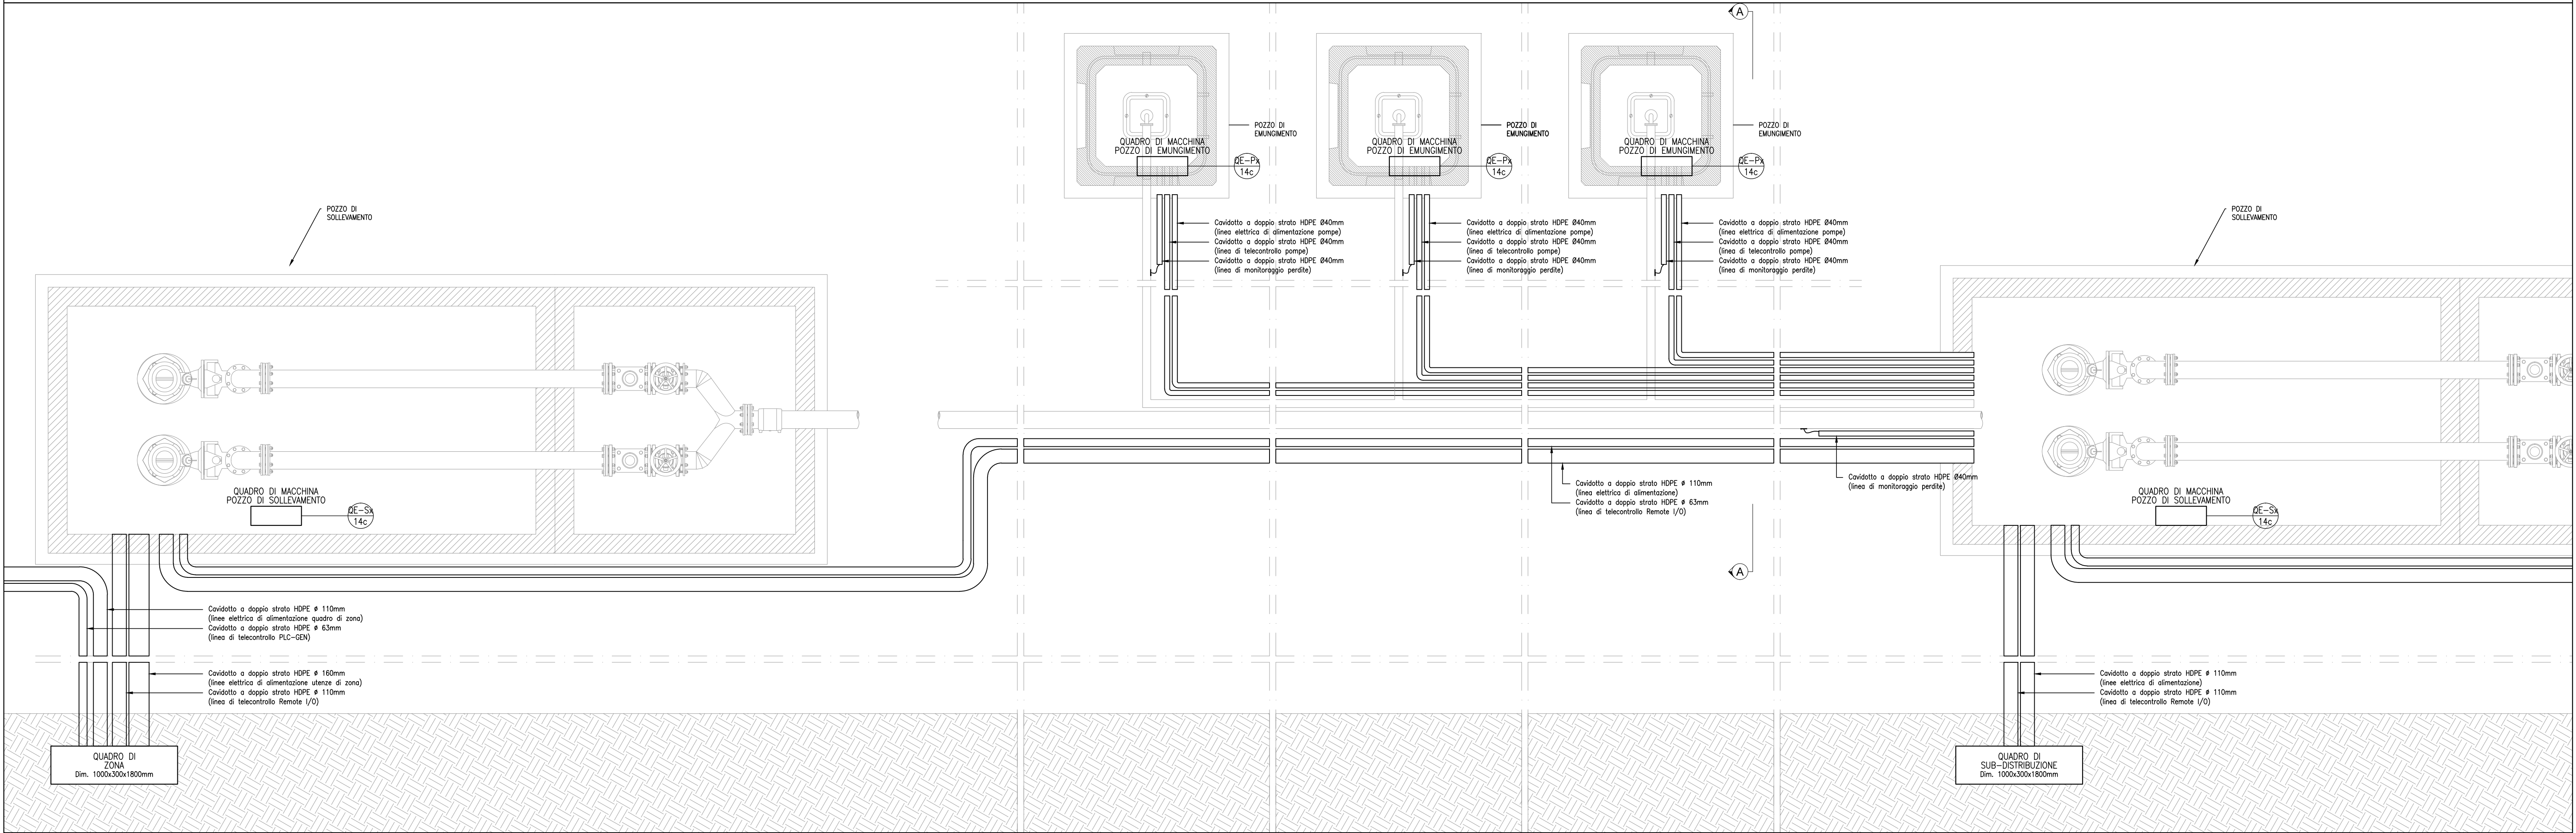 A
POZZO DI
EMUNGIMENTO
QUADRO DI MACCHINA
POZZO DI EMUNGIMENTO
QE-Px
14c
POZZO DI
EMUNGIMENTO
QUADRO DI MACCHINA
POZZO DI EMUNGIMENTO
QE-Px
14c
POZZO DI
EMUNGIMENTO
QUADRO DI MACCHINA
POZZO DI EMUNGIMENTO
QE-Px
14c
POZZO DI
SOLLEVAMENTO
Cavidotto a doppio strato HDPE Ø40mm
(linea elettrica di alimentazione pompe)
Cavidotto a doppio strato HDPE Ø40mm
(linea di telecontrollo pompe)
Cavidotto a doppio strato HDPE Ø40mm
(linea di monitoraggio perdite)
Cavidotto a doppio strato HDPE Ø40mm
(linea elettrica di alimentazione pompe)
Cavidotto a doppio strato HDPE Ø40mm
(linea di telecontrollo pompe)
Cavidotto a doppio strato HDPE Ø40mm
(linea di monitoraggio perdite)
Cavidotto a doppio strato HDPE Ø40mm
(linea elettrica di alimentazione pompe)
Cavidotto a doppio strato HDPE Ø40mm
(linea di telecontrollo pompe)
Cavidotto a doppio strato HDPE Ø40mm
(linea di monitoraggio perdite)
POZZO DI
SOLLEVAMENTO
QUADRO DI MACCHINA
POZZO DI SOLLEVAMENTO
QE-Sx
14c
Cavidotto a doppio strato HDPE ø 110mm
(linea elettrica di alimentazione)
Cavidotto a doppio strato HDPE ø 63mm
(linea di telecontrollo Remote I/O)
Cavidotto a doppio strato HDPE Ø40mm
(linea di monitoraggio perdite)
QUADRO DI MACCHINA
POZZO DI SOLLEVAMENTO
QE-Sx
14c
A
Cavidotto a doppio strato HDPE ø 110mm
(linee elettrica di alimentazione quadro di zona)
Cavidotto a doppio strato HDPE ø 63mm
(linea di telecontrollo PLC-GEN)
Cavidotto a doppio strato HDPE ø 160mm
(linee elettrica di alimentazione utenze di zona)
Cavidotto a doppio strato HDPE ø 110mm
(linea di telecontrollo Remote I/O)
Cavidotto a doppio strato HDPE ø 110mm
(linee elettrica di alimentazione)
Cavidotto a doppio strato HDPE ø 110mm
(linea di telecontrollo Remote I/O)
QUADRO DI
ZONA
Dim. 1000x300x1800mm
QUADRO DI
SUB-DISTRIBUZIONE
Dim. 1000x300x1800mm